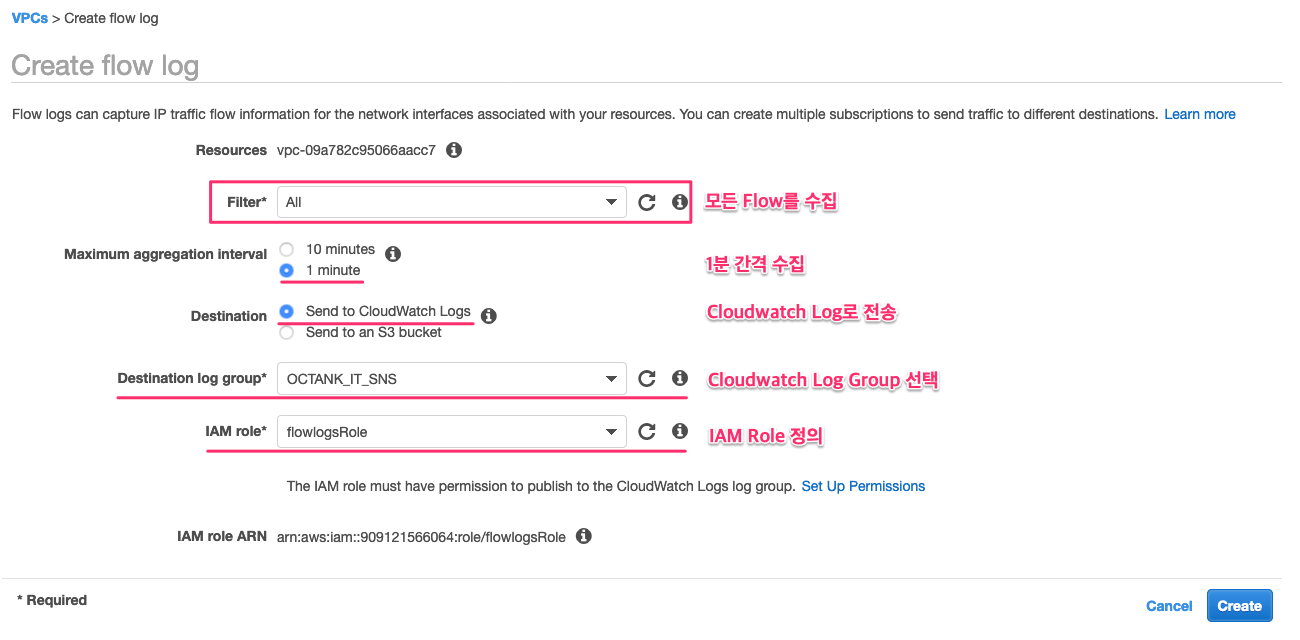 VPCs > Create flow log
Create flow log
Flow logs can capture IP traffic flow information for the network interfaces associated with your resources. You can create multiple subscriptions to send traffic to different destinations. Learn more
Resources vpc-09a782c95066aacc7
Filter* All 모든 Flow를 수집
Maximum aggregation interval 10 minutes
1 minute 1분 간격 수집
Destination Send to CloudWatch Logs Cloudwatch Log로 전송
Send to an S3 bucket
Destination log group* OCTANK_IT_SNS Cloudwatch Log Group 선택
IAM role* flowlogsRole IAM Role 정의
The IAM role must have permission to publish to the CloudWatch Logs log group. Set Up Permissions
IAM role ARN arn:aws:iam::909121566064:role/flowlogsRole
* Required
Cancel Create